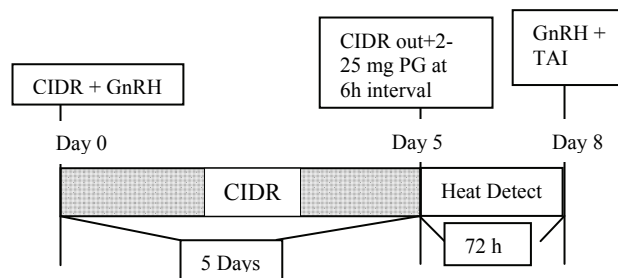 CIDR + GnRH
CIDR out+2-
25 mg PG at
6h interval
GnRH +
TAI
Day 0
Day 5
Day 8
CIDR
Heat Detect
5 Days
72 h